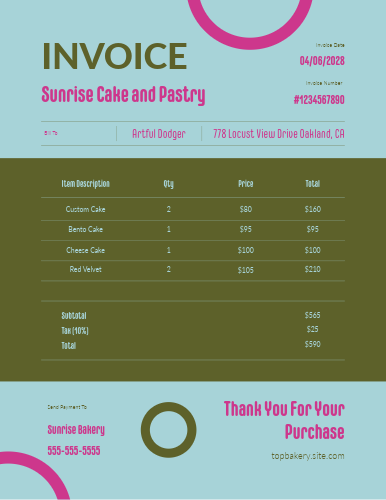 INVOICE
Sunrise Cake and Pastry
Invoice Date
04/06/2028
Invoice Number
#1234567890
Bill To
Artful Dodger
778 Locust View Drive Oakland, CA
Item Description Qty Price Total
Custom Cake 2 $80 $160
Bento Cake 1 $95 $95
Cheese Cake 1 $100 $100
Red Velvet 2 $105 $210
Subtotal $565
Tax (10%) $25
Total $590
Send Payment To
Sunrise Bakery
555-555-5555
Thank You For Your
Purchase
topbakery.site.com